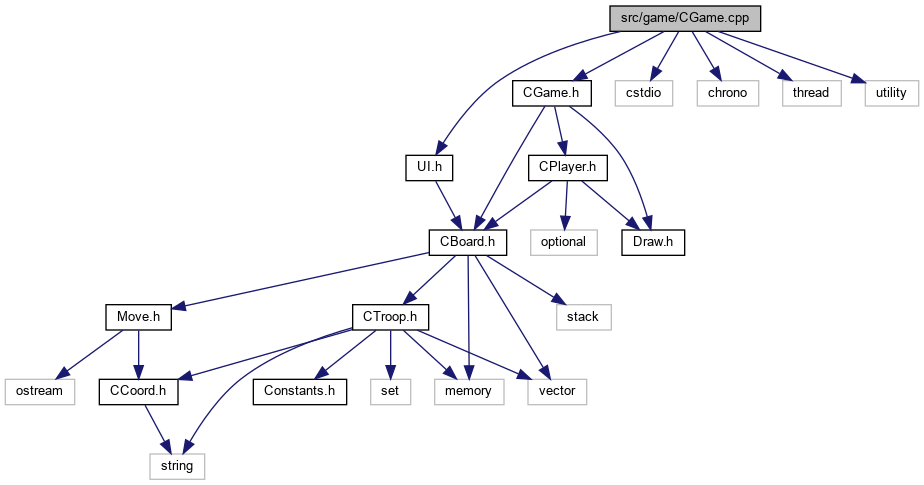 src/game/CGame.cpp
CGame.h
cstdio
chrono
thread
utility
UI.h
CPlayer.h
CBoard.h
optional
Draw.h
Move.h
CTroop.h
stack
ostream
CCoord.h
Constants.h
set
memory
vector
string